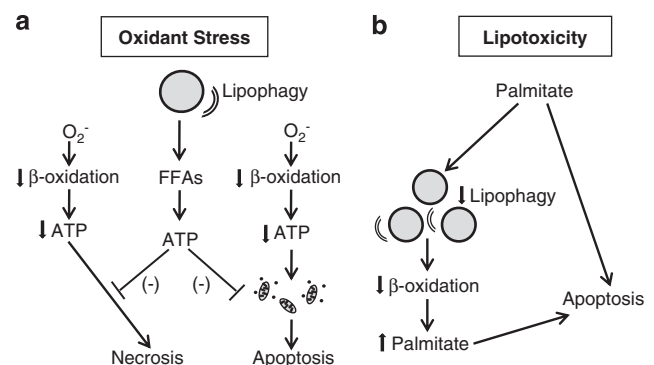 a
Oxidant Stress
Lipophagy
O₂⁻
O₂⁻
⬇β-oxidation
FFAs
⬇β-oxidation
⬇ATP
ATP
⬇ATP
(-)
(-)
Necrosis
Apoptosis
b
Lipotoxicity
Palmitate
⬇Lipophagy
⬇β-oxidation
Apoptosis
⬆Palmitate